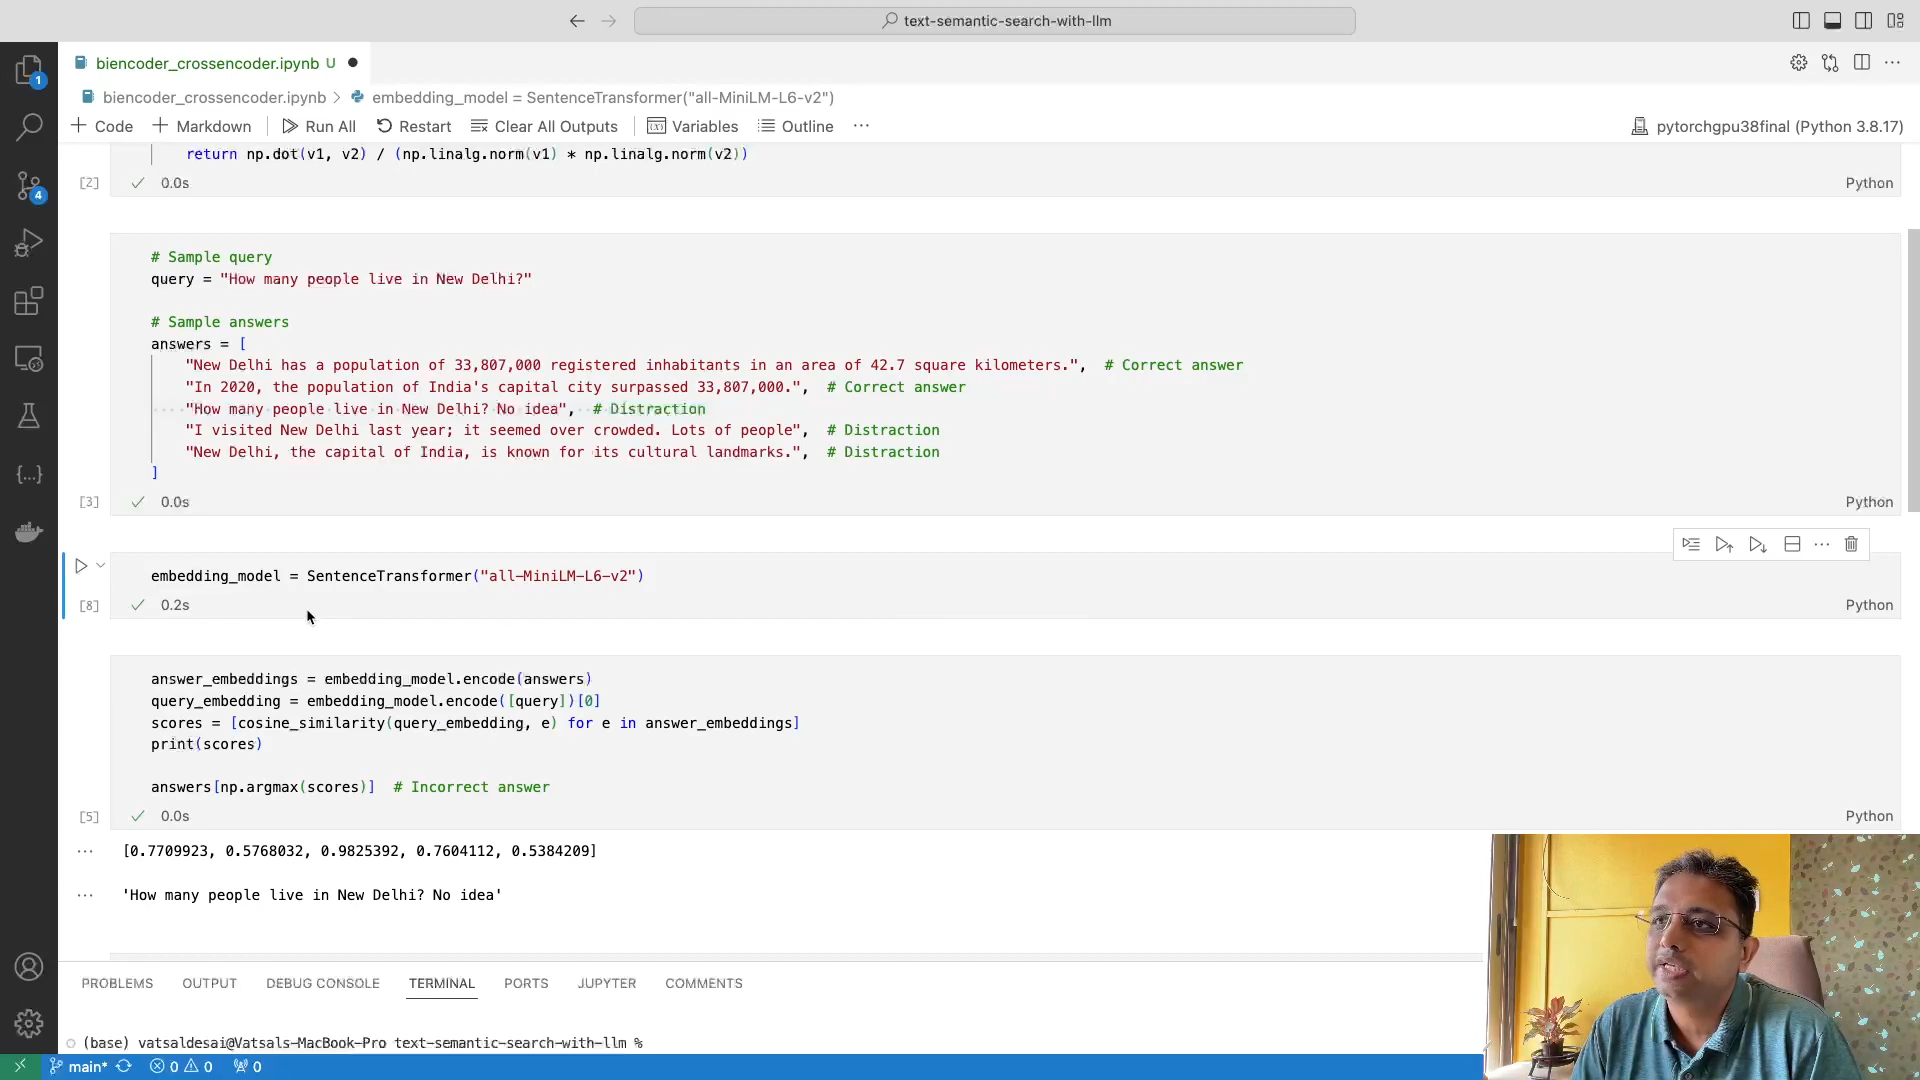 text-semantic-search-with-llm
biencoder_crossencoder.ipynb U
biencoder_crossencoder.ipynb > embedding_model = SentenceTransformer("all-MiniLM-L6-v2")
+ Code + Markdown Run All Restart Clear All Outputs Variables Outline ... pytorchgpu38final (Python 3.8.17)
return np.dot(v1, v2) / (np.linalg.norm(v1) * np.linalg.norm(v2))
[2] 0.0s Python
# Sample query
query = "How many people live in New Delhi?"
# Sample answers
answers = [
"New Delhi has a population of 33,807,000 registered inhabitants in an area of 42.7 square kilometers.", # Correct answer
"In 2020, the population of India's capital city surpassed 33,807,000.", # Correct answer
"How many people live in New Delhi? No idea", # Distraction
"I visited New Delhi last year; it seemed over crowded. Lots of people", # Distraction
"New Delhi, the capital of India, is known for its cultural landmarks.", # Distraction
]
[3] 0.0s Python
embedding_model = SentenceTransformer("all-MiniLM-L6-v2")
[8] 0.2s Python
answer_embeddings = embedding_model.encode(answers)
query_embedding = embedding_model.encode([query])[0]
scores = [cosine_similarity(query_embedding, e) for e in answer_embeddings]
print(scores)
answers[np.argmax(scores)] # Incorrect answer
[5] 0.0s Python
... [0.7709923, 0.5768032, 0.9825392, 0.7604112, 0.5384209]
... 'How many people live in New Delhi? No idea'
PROBLEMS OUTPUT DEBUG CONSOLE TERMINAL PORTS JUPYTER COMMENTS
(base) vatsaldesai@Vatsals-MacBook-Pro text-semantic-search-with-llm %
main* 0 0 0
1
4